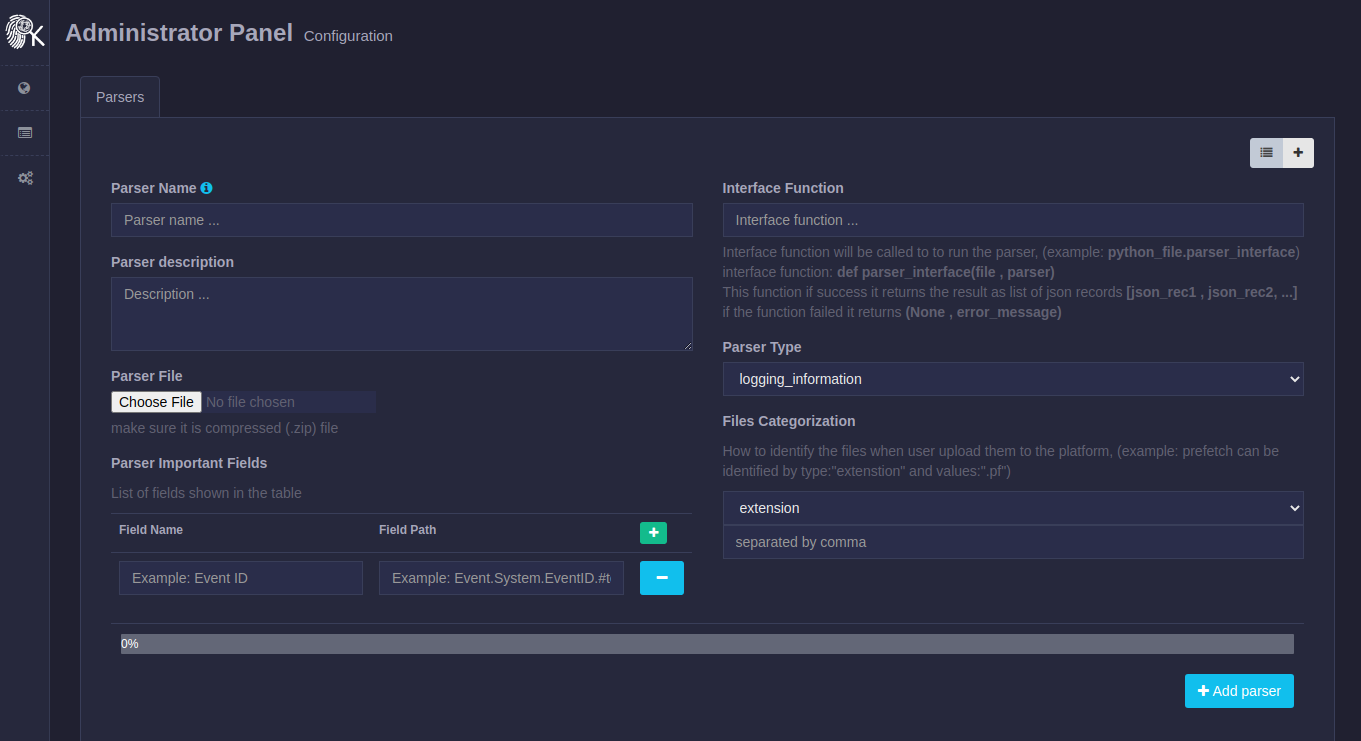 K
Administrator Panel Configuration
Parsers
Parser Name
Parser name ...
Parser description
Description ...
Parser File
Choose File No file chosen
make sure it is compressed (.zip) file
Parser Important Fields
List of fields shown in the table
Field Name Field Path
Example: Event ID Example: Event.System.EventID.#t
Interface Function
Interface function ...
Interface function will be called to to run the parser, (example: python_file.parser_interface)
interface function: def parser_interface(file , parser)
This function if success it returns the result as list of json records [json_rec1 , json_rec2, ...]
if the function failed it returns (None , error_message)
Parser Type
logging_information
Files Categorization
How to identify the files when user upload them to the platform, (example: prefetch can be
identified by type:"extenstion" and values:".pf")
extension
separated by comma
0%
Add parser